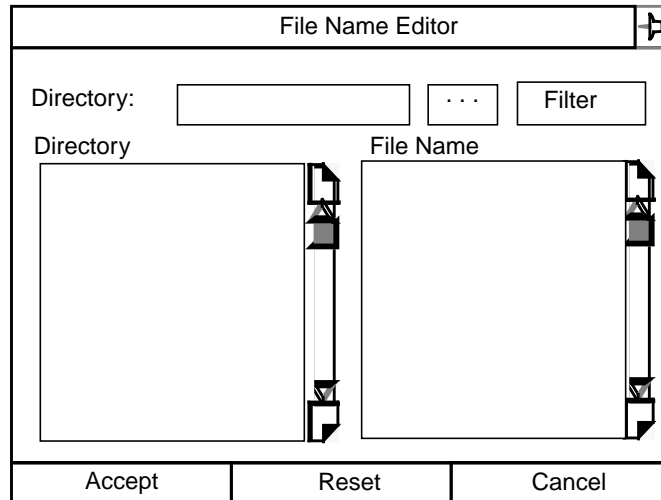 File Name Editor
Directory: . . . Filter
Directory File Name
Accept Reset Cancel